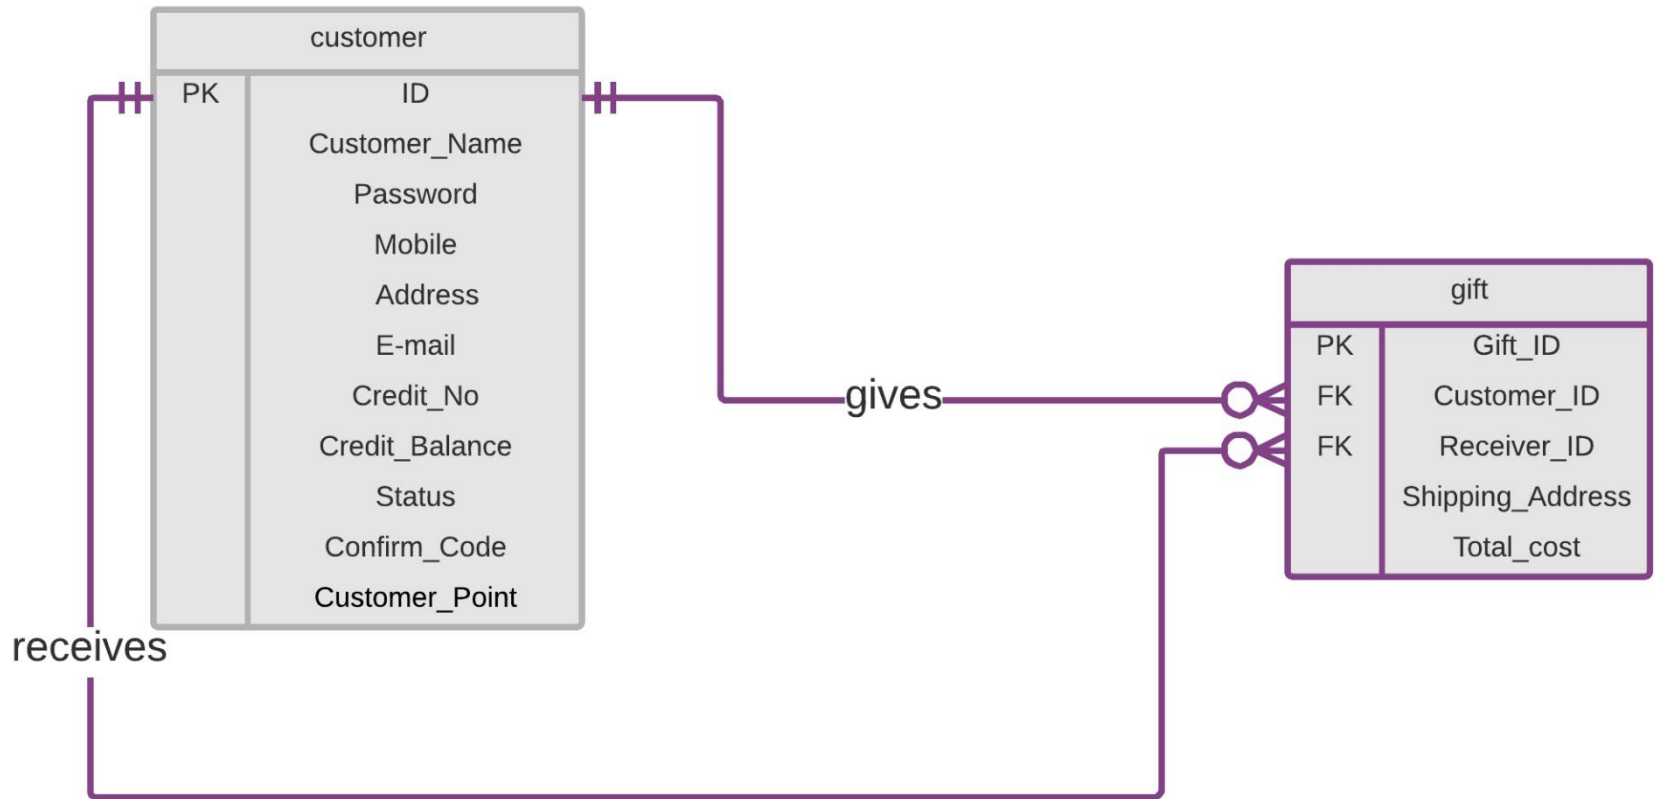 customer
PK ID
Customer_Name
Password
Mobile
Address
E-mail
Credit_No
Credit_Balance
Status
Confirm_Code
Customer_Point
receives
gives
gift
PK Gift_ID
FK Customer_ID
FK Receiver_ID
Shipping_Address
Total_cost